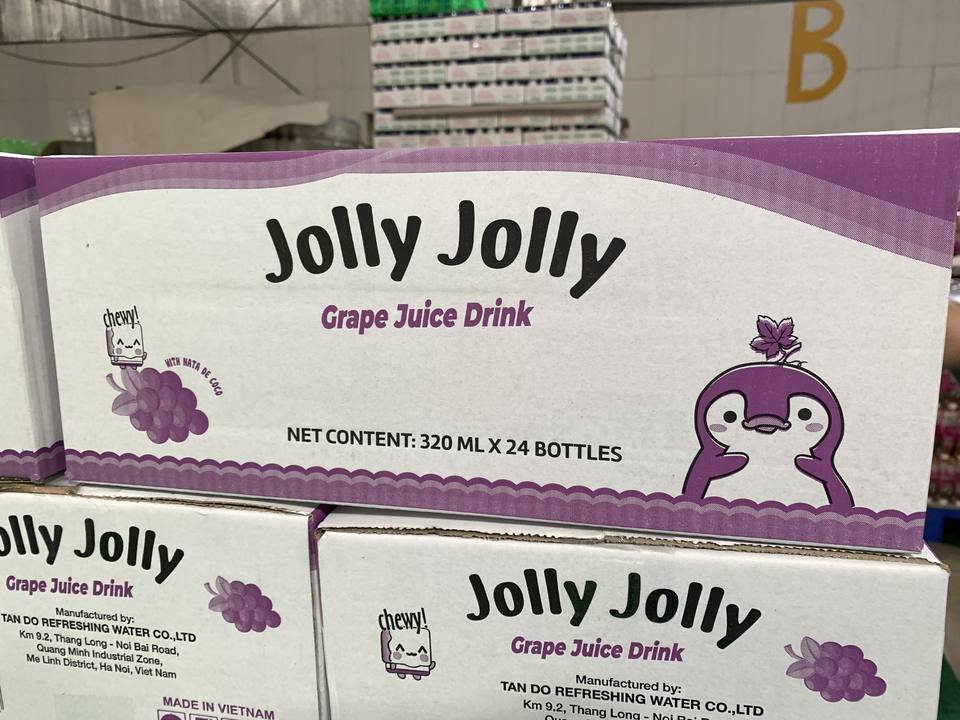 B
Jolly Jolly
Grape Juice Drink
chewy!
WITH NATA DE COCO
NET CONTENT: 320 ML X 24 BOTTLES
olly Jolly
Grape Juice Drink
Manufactured by:
TAN DO REFRESHING WATER CO.,LTD
Km 9.2, Thang Long - Noi Bai Road,
Quang Minh Industrial Zone,
Me Linh District, Ha Noi, Viet Nam
MADE IN VIETNAM
chewy!
Jolly Jolly
Grape Juice Drink
Manufactured by:
TAN DO REFRESHING WATER CO.,LTD
Km 9.2, Thang Long - Noi Bai Road,